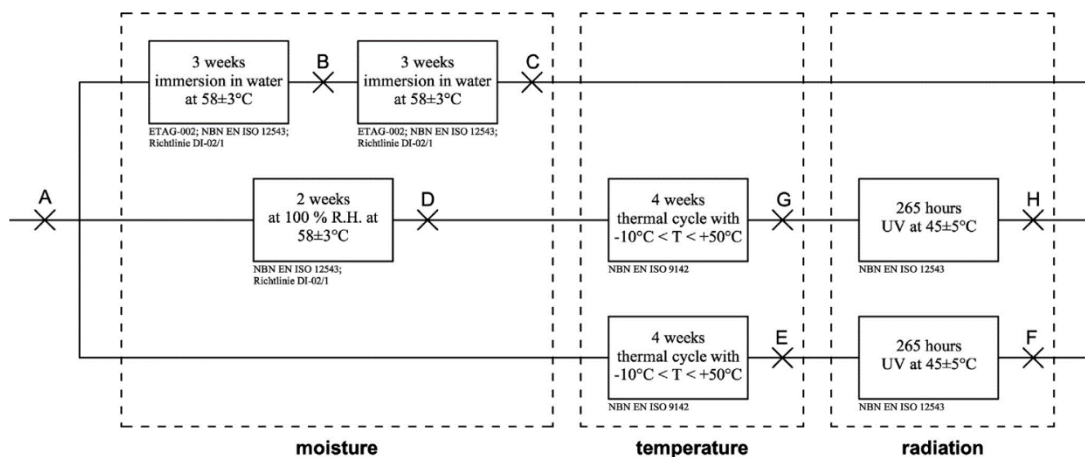 B
C
3 weeks
immersion in water
at 58±3°C
3 weeks
immersion in water
at 58±3°C
ETAG-002; NBN EN ISO 12543;
Richtlinie DI-02/1
ETAG-002; NBN EN ISO 12543;
Richtlinie DI-02/1
A
D
G
H
2 weeks
at 100 % R.H. at
58±3°C
4 weeks
thermal cycle with
-10°C < T < +50°C
265 hours
UV at 45±5°C
NBN EN ISO 12543;
Richtlinie DI-02/1
NBN EN ISO 9142
NBN EN ISO 12543
E
F
4 weeks
thermal cycle with
-10°C < T < +50°C
265 hours
UV at 45±5°C
NBN EN ISO 9142
NBN EN ISO 12543
moisture
temperature
radiation